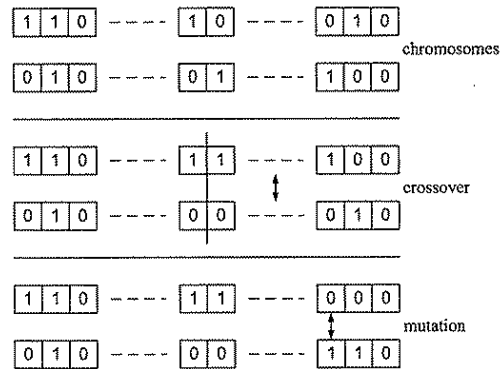 1 1 0 1 0 0 1 0
chromosomes
0 1 0 0 1 1 0 0
1 1 0 1 1 1 0 0
crossover
0 1 0 0 0 0 1 0
1 1 0 1 1 0 0 0
mutation
0 1 0 0 0 1 1 0